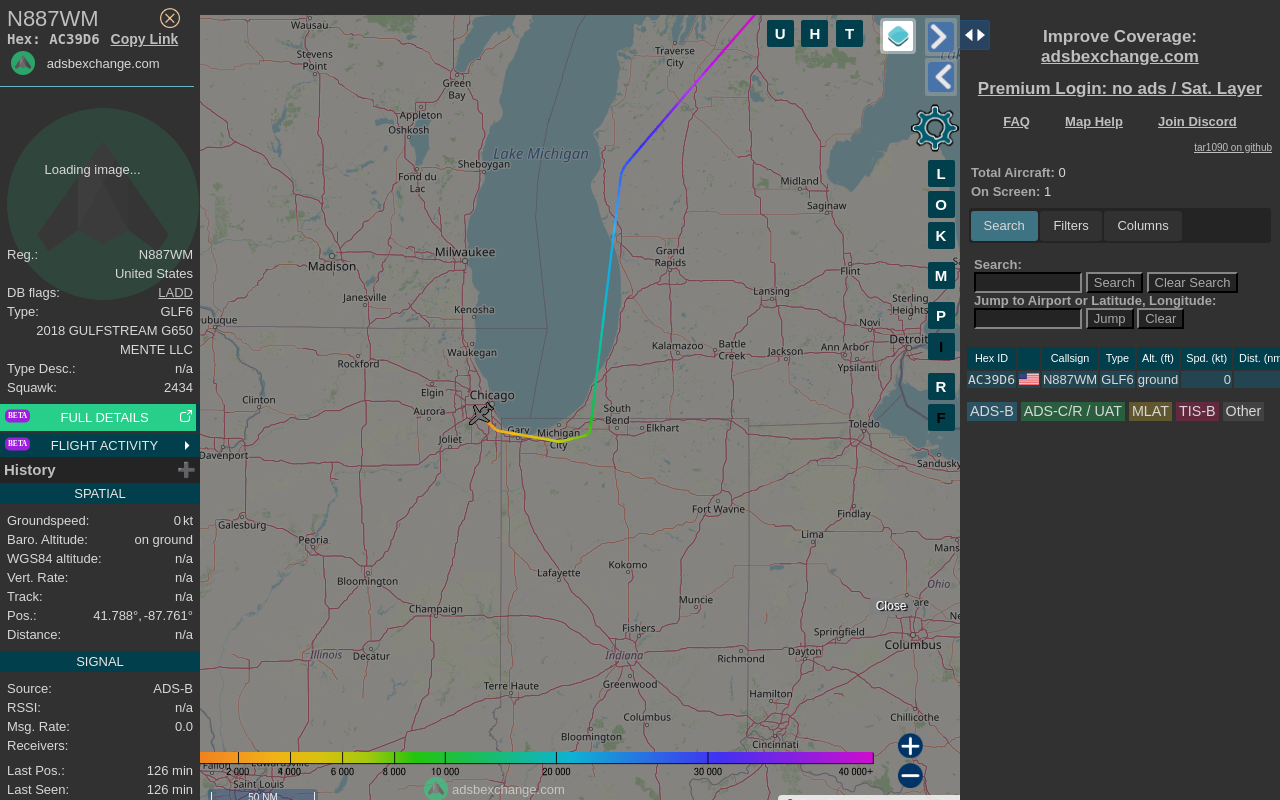 N887WM
Hex: AC39D6 Copy Link
adsbexchange.com
Loading image...
Reg.: N887WM
United States
DB flags: LADD
Type: GLF6
2018 GULFSTREAM G650
MENTE LLC
Type Desc.: n/a
Squawk: 2434
BETA FULL DETAILS
BETA FLIGHT ACTIVITY
History
SPATIAL
Groundspeed: 0 kt
Baro. Altitude: on ground
WGS84 altitude: n/a
Vert. Rate: n/a
Track: n/a
Pos.: 41.788°, -87.761°
Distance: n/a
SIGNAL
Source: ADS-B
RSSI: n/a
Msg. Rate: 0.0
Receivers:
Last Pos.: 126 min
Last Seen: 126 min
Wausau
Stevens
Point
Green
Bay
Appleton
Oshkosh
Traverse
City
Lake Michigan
Sheboygan
Fond du
Lac
Midland
Saginaw
Milwaukee
Madison
Grand
Rapids
Flint
Janesville
Lansing
Sterling
Heights
Kenosha
ubuque
Novi
Detroit
Waukegan
Kalamazoo
Battle
Creek
Jackson
Ann Arbor
Ypsilanti
Rockford
Elgin
Chicago
Clinton
Aurora
Gary
Michigan
City
South
Bend
Elkhart
Toledo
Joliet
Davenport
Sandusky
Galesburg
Fort Wayne
Findlay
Peoria
Lima
Mans
Lafayette
Kokomo
Bloomington
Ohio
Champaign
Muncie
Close
are
Ne
Fishers
Springfield
Columbus
Illinois
Decatur
Indiana
Richmond
Dayton
Terre Haute
Greenwood
Hamilton
Columbus
Chillicothe
Bloomington
Cincinnati
2 000 4 000 6 000 8 000 10 000 20 000 30 000 40 000+
Saint Louis
50 NM
adsbexchange.com
U H T
L
O
K
M
P
I
R
F
Improve Coverage:
adsbexchange.com
Premium Login: no ads / Sat. Layer
FAQ Map Help Join Discord
tar1090 on github
Total Aircraft: 0
On Screen: 1
Search Filters Columns
Search:
Search Clear Search
Jump to Airport or Latitude, Longitude:
Jump Clear
Hex ID Callsign Type Alt. (ft) Spd. (kt) Dist. (nm
AC39D6 N887WM GLF6 ground 0
ADS-B ADS-C/R / UAT MLAT TIS-B Other